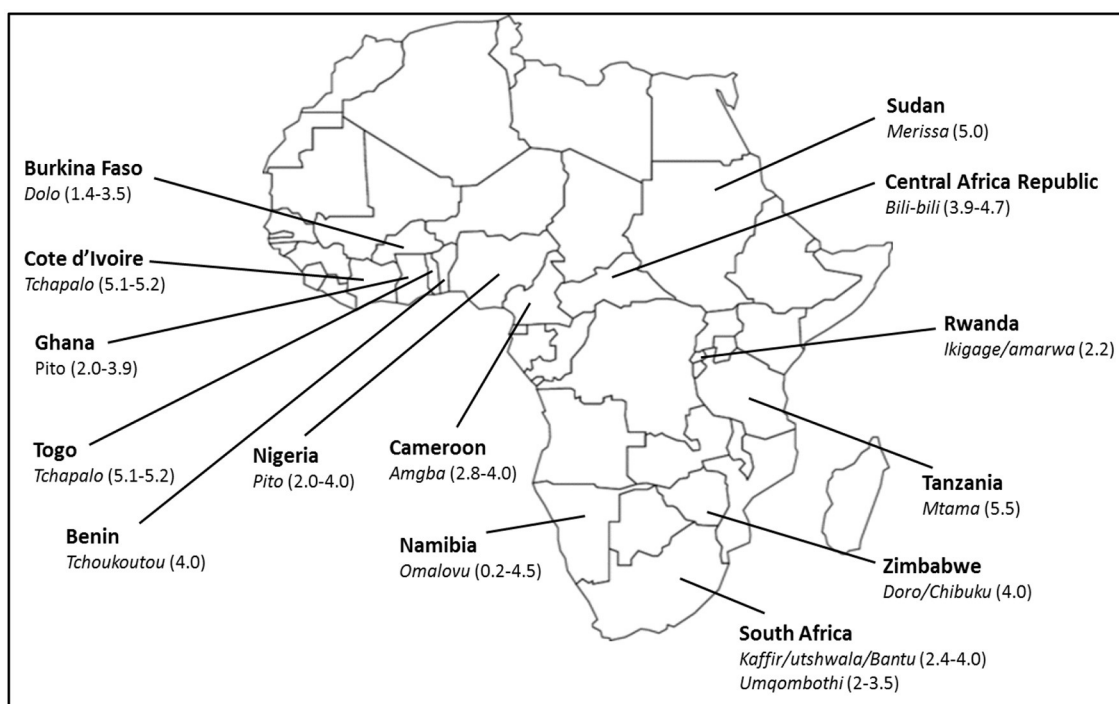 Sudan
Merissa (5.0)
Burkina Faso
Dolo (1.4-3.5)
Central Africa Republic
Bili-bili (3.9-4.7)
Cote d’Ivoire
Tchapalo (5.1-5.2)
Ghana
Pito (2.0-3.9)
Rwanda
Ikigage/amarwa (2.2)
Togo
Tchapalo (5.1-5.2)
Nigeria
Pito (2.0-4.0)
Cameroon
Amgba (2.8-4.0)
Tanzania
Mtama (5.5)
Benin
Tchoukoutou (4.0)
Namibia
Omalovu (0.2-4.5)
Zimbabwe
Doro/Chibuku (4.0)
South Africa
Kaffir/utshwala/Bantu (2.4-4.0)
Umqombothi (2-3.5)